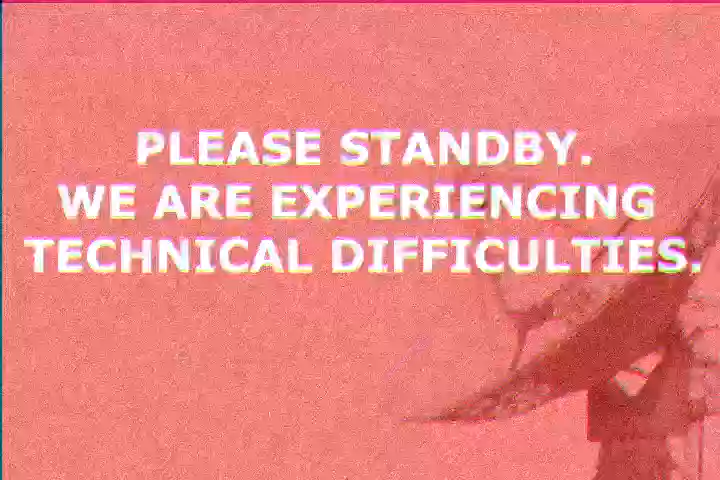 PLEASE STANDBY.
WE ARE EXPERIENCING
TECHNICAL DIFFICULTIES.